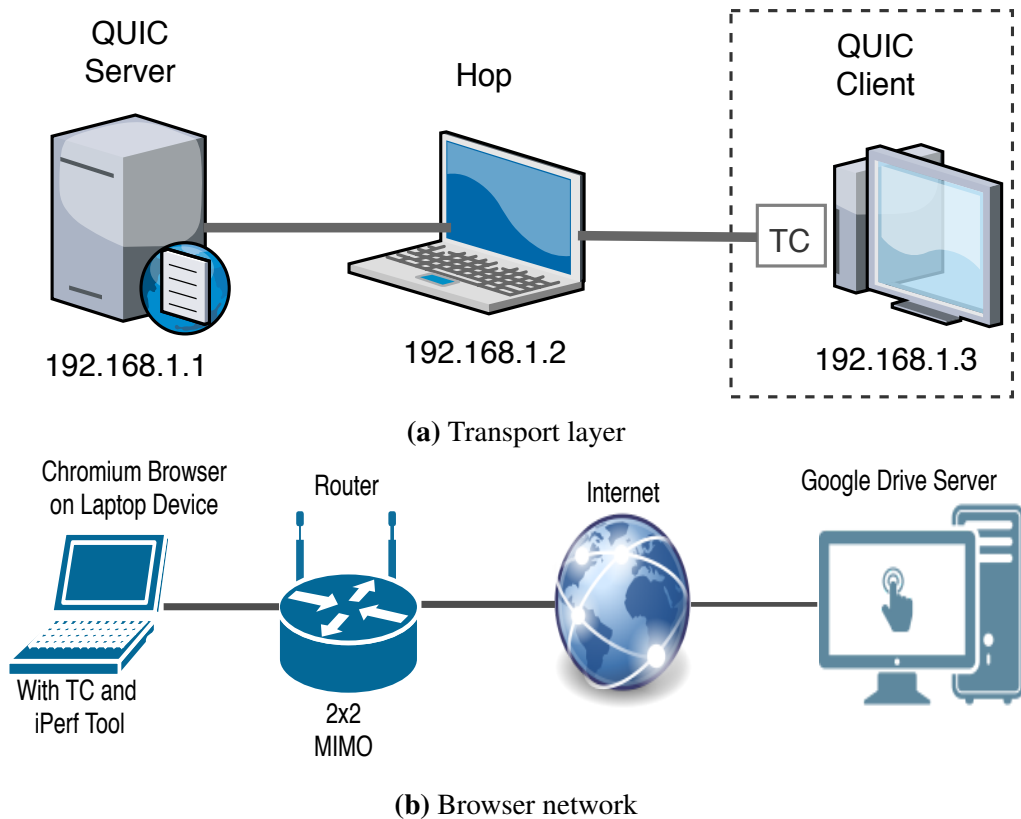 QUIC
Server
Hop
QUIC
Client
TC
192.168.1.1
192.168.1.2
192.168.1.3
(a) Transport layer
Chromium Browser
on Laptop Device
Router
Internet
Google Drive Server
With TC and
iPerf Tool
2x2
MIMO
(b) Browser network